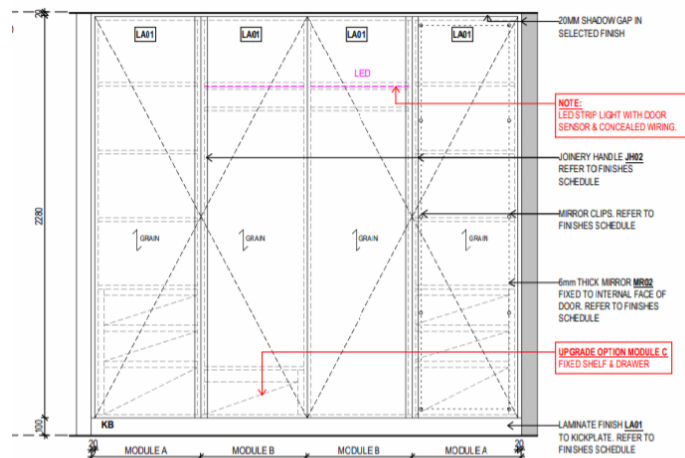 20
LA01
LA01
LA01
LA01
20MM SHADOW GAP IN
SELECTED FINISH
LED
NOTE:
LED STRIP LIGHT WITH DOOR
SENSOR & CONCEALED WIRING.
JOINERY HANDLE JH02
REFER TO FINISHES
SCHEDULE
2280
MIRROR CLIPS. REFER TO
FINISHES SCHEDULE
GRAIN
GRAIN
GRAIN
GRAIN
6mm THICK MIRROR MR02
FIXED TO INTERNAL FACE OF
DOOR. REFER TO FINISHES
SCHEDULE
UPGRADE OPTION MODULE C
FIXED SHELF & DRAWER
100
KB
LAMINATE FINISH LA01
TO KICKPLATE. REFER TO
FINISHES SCHEDULE
20
MODULE A
MODULE B
MODULE B
MODULE A
20